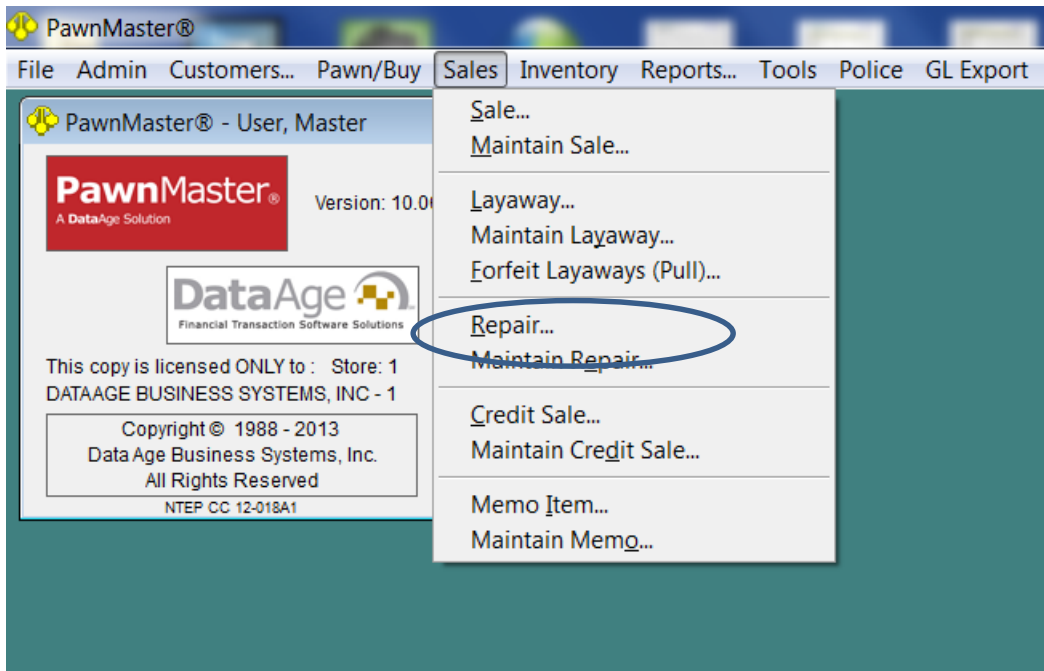 PawnMaster®
File Admin Customers... Pawn/Buy Sales Inventory Reports... Tools Police GL Export
PawnMaster® - User, Master
PawnMaster®
A DataAge Solution
Version: 10.0
DataAge
Financial Transaction Software Solutions
This copy is licensed ONLY to : Store: 1
DATAAGE BUSINESS SYSTEMS, INC - 1
Copyright © 1988 - 2013
Data Age Business Systems, Inc.
All Rights Reserved
NTEP CC 12-018A1
Sale...
Maintain Sale...
Layaway...
Maintain Layaway...
Forfeit Layaways (Pull)...
Repair...
Maintain Repair...
Credit Sale...
Maintain Credit Sale...
Memo Item...
Maintain Memo...